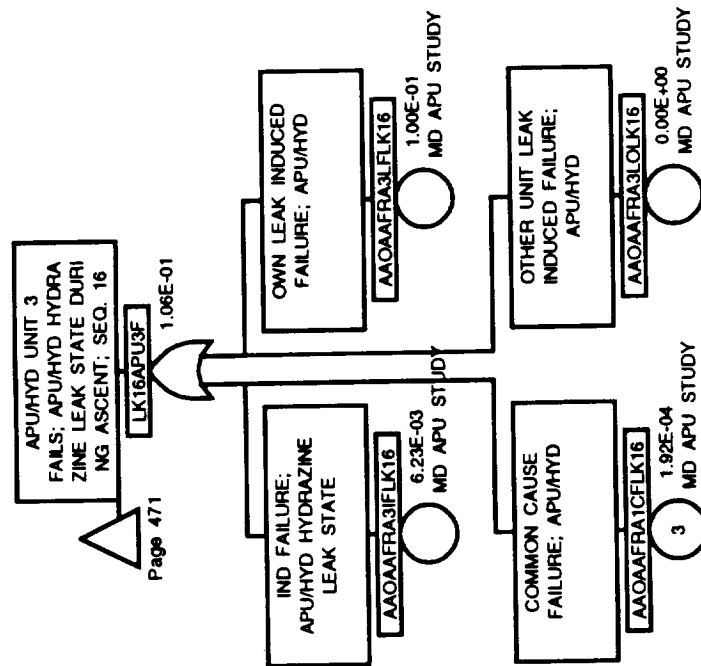 APU/HYD UNIT 3
FAILS; APU/HYD HYDRA
ZINE LEAK STATE DURI
NG ASCENT; SEQ. 16
LK16APU3F
1.06E-01
Page 471
IND FAILURE;
APU/HYD HYDRAZINE
LEAK STATE
AAOAAFRA3IFLK16
6.23E-03
MD APU STUDY
OWN LEAK INDUCED
FAILURE; APU/HYD
AAOAAFRA3LFLK16
1.00E-01
MD APU STUDY
COMMON CAUSE
FAILURE; APU/HYD
AAOAAFRA1CFLK16
3
1.92E-04
MD APU STUDY
OTHER UNIT LEAK
INDUCED FAILURE;
APU/HYD
AAOAAFRA3LOLK16
0.00E+00
MD APU STUDY